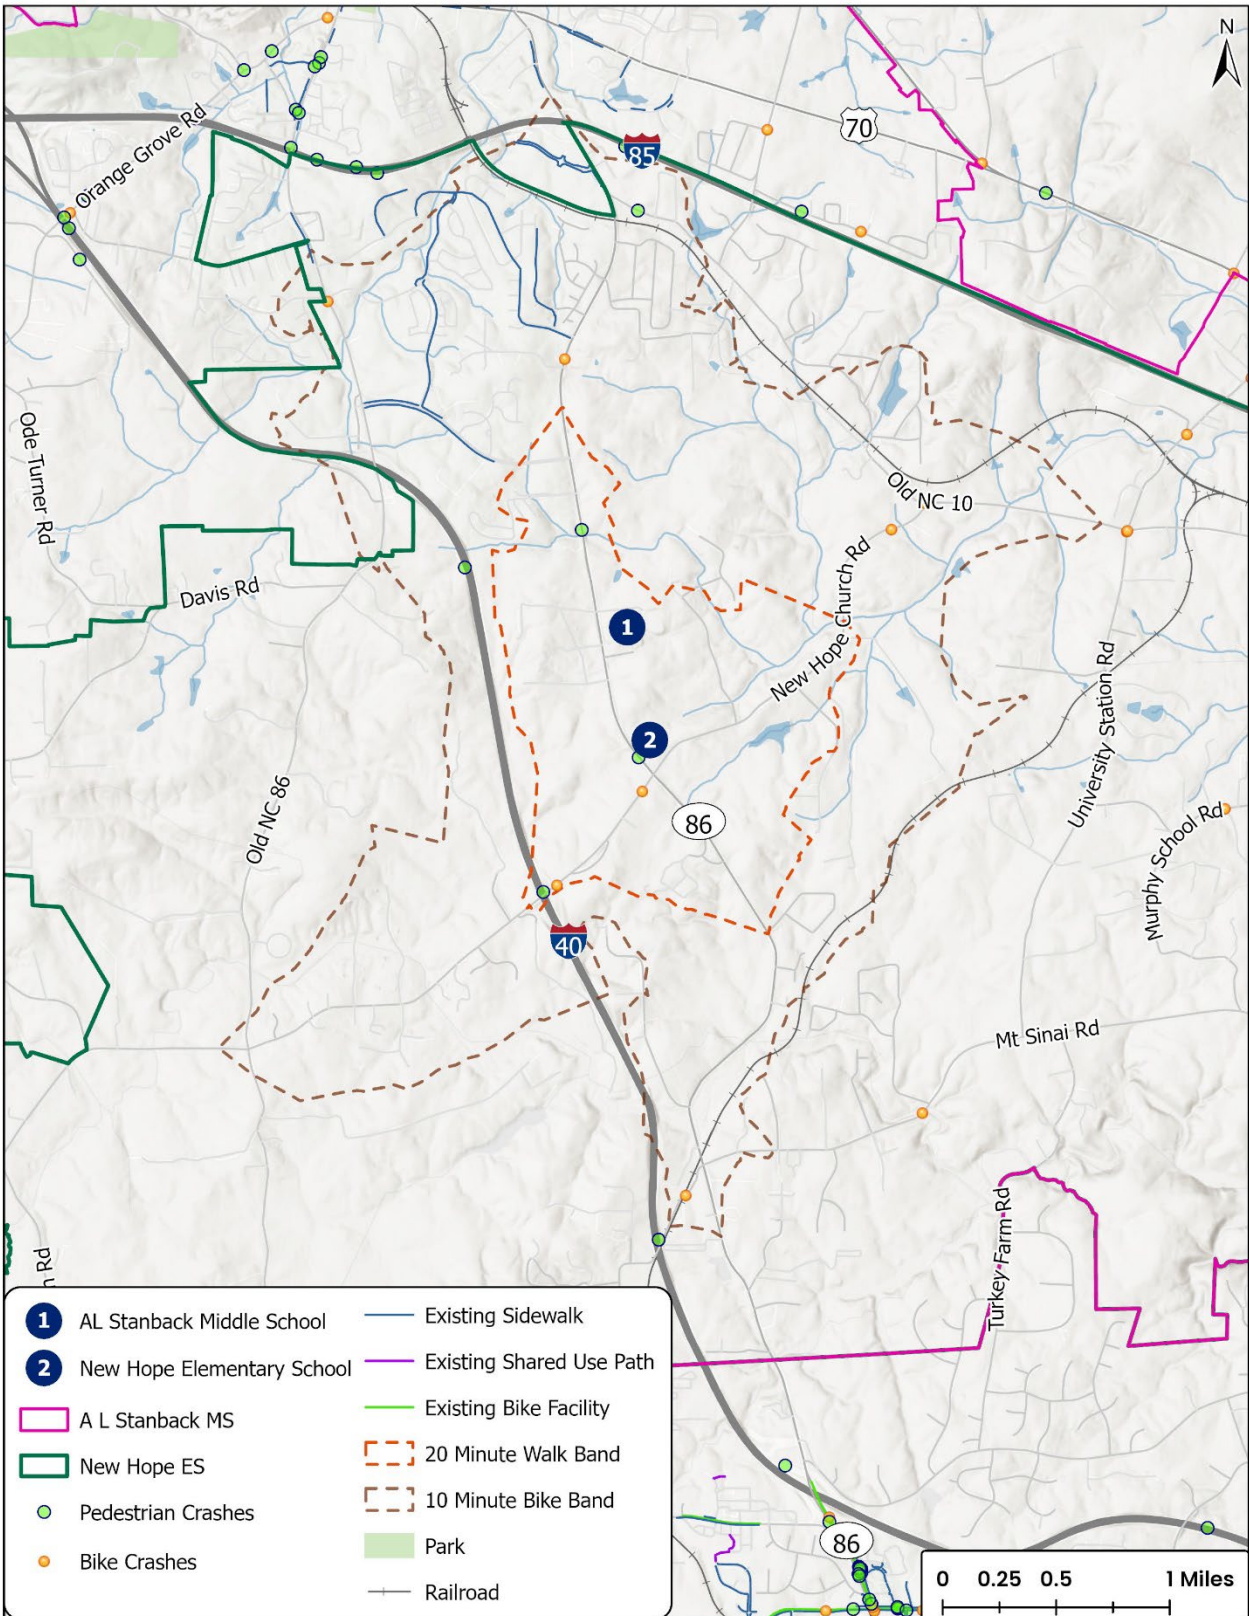 N
70
85
Orange Grove Rd
Ode Turner Rd
Old NC 10
Davis Rd
New Hope Church Rd
1
2
University Station Rd
Old NC 86
86
Murphy School Rd
40
Mt Sinai Rd
Turkey Farm Rd
n Rd
1 AL Stanback Middle School
2 New Hope Elementary School
A L Stanback MS
New Hope ES
Pedestrian Crashes
Bike Crashes
Existing Sidewalk
Existing Shared Use Path
Existing Bike Facility
20 Minute Walk Band
10 Minute Bike Band
Park
Railroad
86
0 0.25 0.5 1 Miles